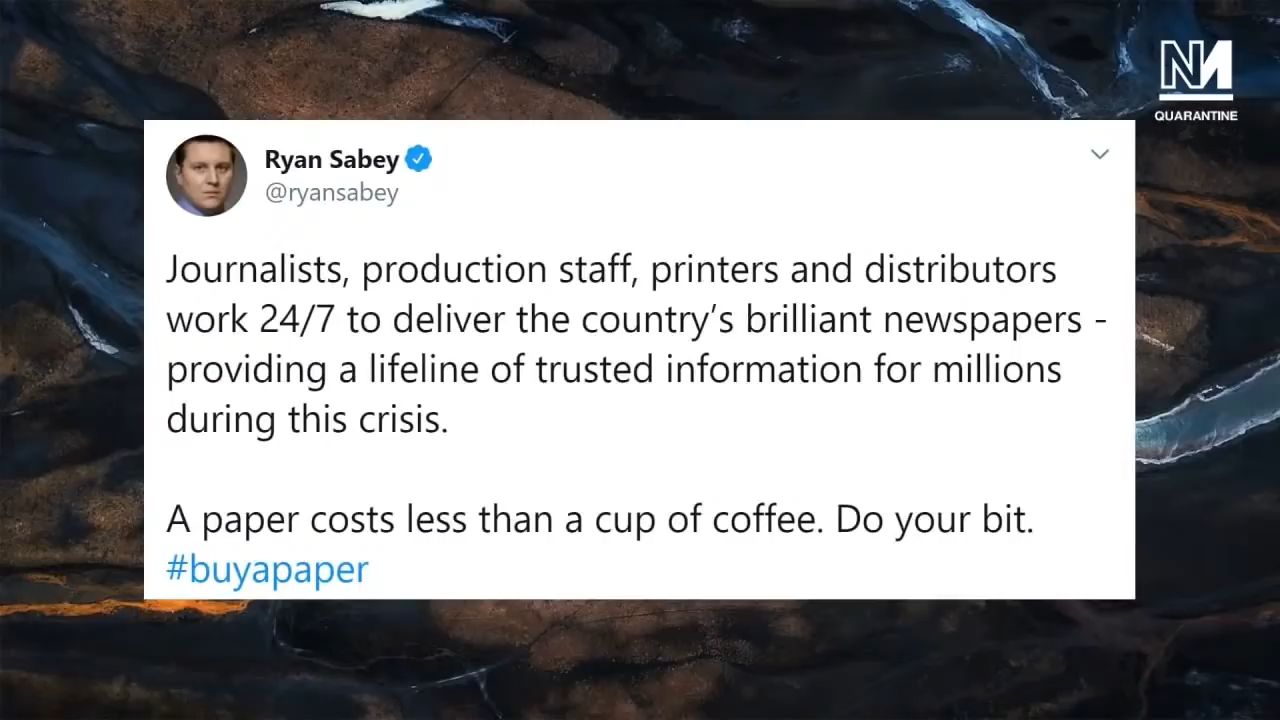 NM
QUARANTINE
Ryan Sabey
@ryansabey
Journalists, production staff, printers and distributors
work 24/7 to deliver the country’s brilliant newspapers -
providing a lifeline of trusted information for millions
during this crisis.
A paper costs less than a cup of coffee. Do your bit.
#buyapaper